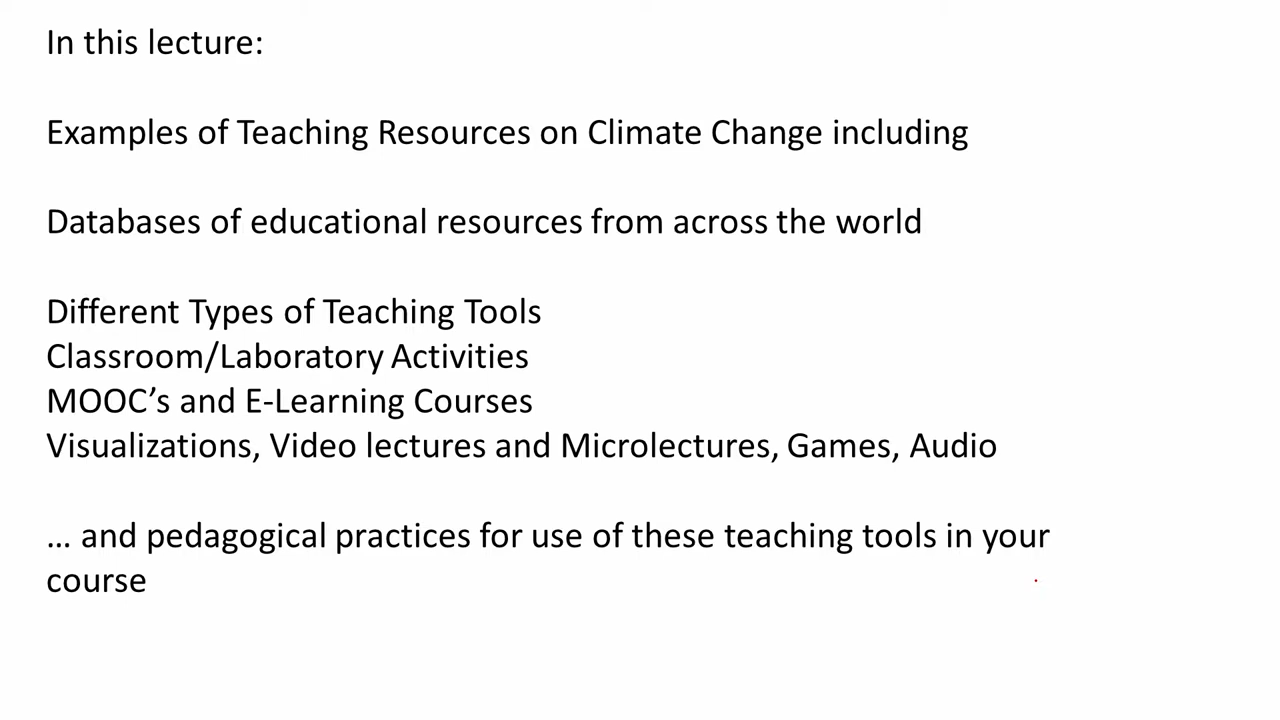 In this lecture:
Examples of Teaching Resources on Climate Change including
Databases of educational resources from across the world
Different Types of Teaching Tools
Classroom/Laboratory Activities
MOOC’s and E-Learning Courses
Visualizations, Video lectures and Microlectures, Games, Audio
... and pedagogical practices for use of these teaching tools in your
course